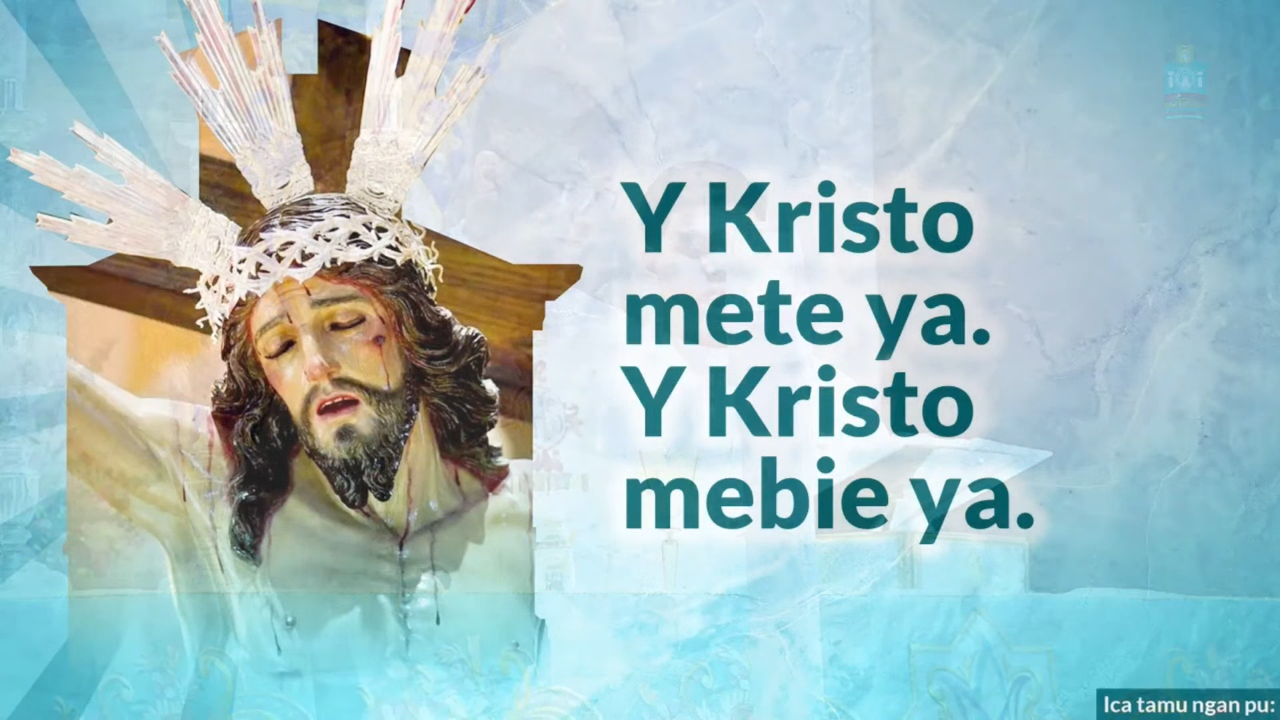 Y Kristo
mete ya.
Y Kristo
mebie ya.
Ica tamu ngan pu: